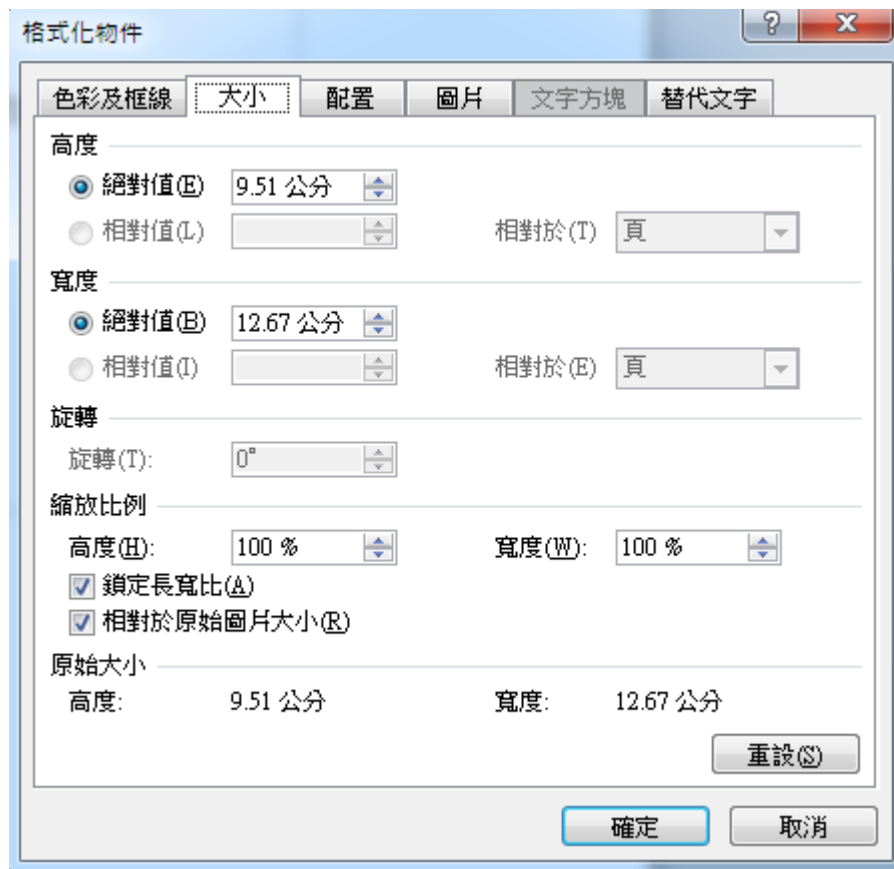 格式化物件
色彩及框線 大小 配置 圖片 文字方塊 替代文字
高度
絕對值(E) 9.51 公分
相對值(L) 相對於(T) 頁
寬度
絕對值(B) 12.67 公分
相對值(I) 相對於(E) 頁
旋轉
旋轉(T): 0°
縮放比例
高度(H): 100 % 寬度(W): 100 %
鎖定長寬比(A)
相對於原始圖片大小(R)
原始大小
高度: 9.51 公分 寬度: 12.67 公分
重設(S)
確定 取消